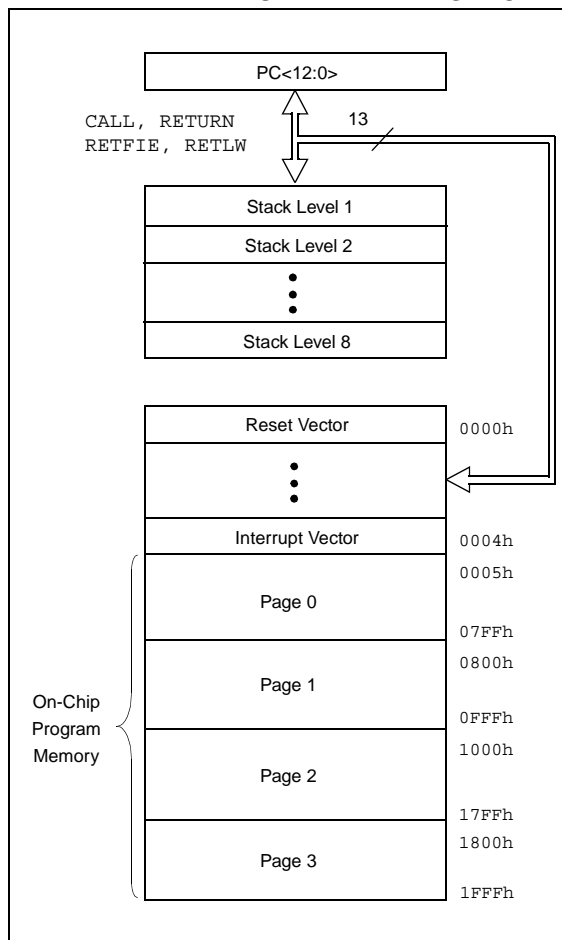 PC<12:0>
CALL, RETURN
RETFIE, RETLW
13
Stack Level 1
Stack Level 2
Stack Level 8
Reset Vector
0000h
Interrupt Vector
0004h
0005h
Page 0
07FFh
0800h
Page 1
0FFFh
On-Chip
Program
Memory
1000h
Page 2
17FFh
1800h
Page 3
1FFFh